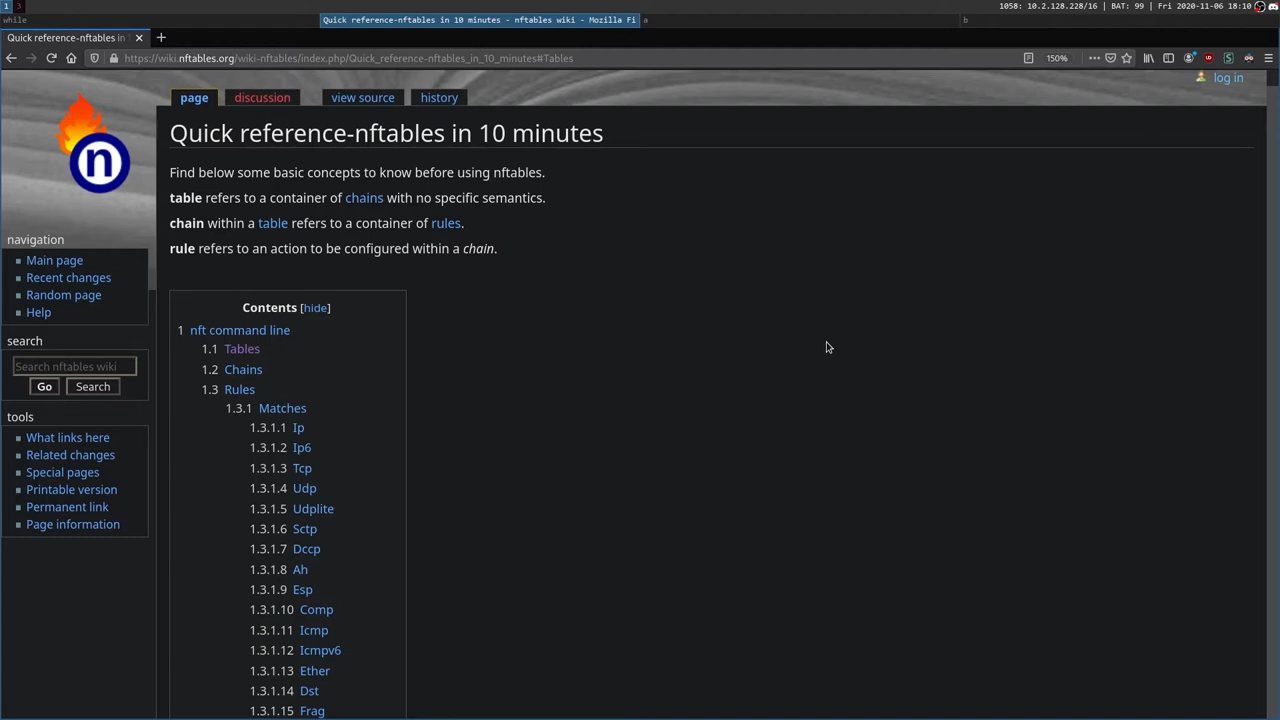 1 3
1058: 10.2.128.228/16 | BAT: 99 | Fri 2020-11-06 18:10
while
Quick reference-nftables in 10 minutes - nftables wiki - Mozilla Fi
a
b
Quick reference-nftables in
https://wiki.nftables.org/wiki-nftables/index.php/Quick_reference-nftables_in_10_minutes#Tables
150%
log in
page discussion view source history
n
Quick reference-nftables in 10 minutes
Find below some basic concepts to know before using nftables.
table refers to a container of chains with no specific semantics.
chain within a table refers to a container of rules.
rule refers to an action to be configured within a chain.
navigation
Main page
Recent changes
Random page
Help
search
Search nftables wiki
Go Search
tools
What links here
Related changes
Special pages
Printable version
Permanent link
Page information
Contents [hide]
1 nft command line
1.1 Tables
1.2 Chains
1.3 Rules
1.3.1 Matches
1.3.1.1 Ip
1.3.1.2 Ip6
1.3.1.3 Tcp
1.3.1.4 Udp
1.3.1.5 Udplite
1.3.1.6 Sctp
1.3.1.7 Dccp
1.3.1.8 Ah
1.3.1.9 Esp
1.3.1.10 Comp
1.3.1.11 Icmp
1.3.1.12 Icmpv6
1.3.1.13 Ether
1.3.1.14 Dst
1.3.1.15 Frag